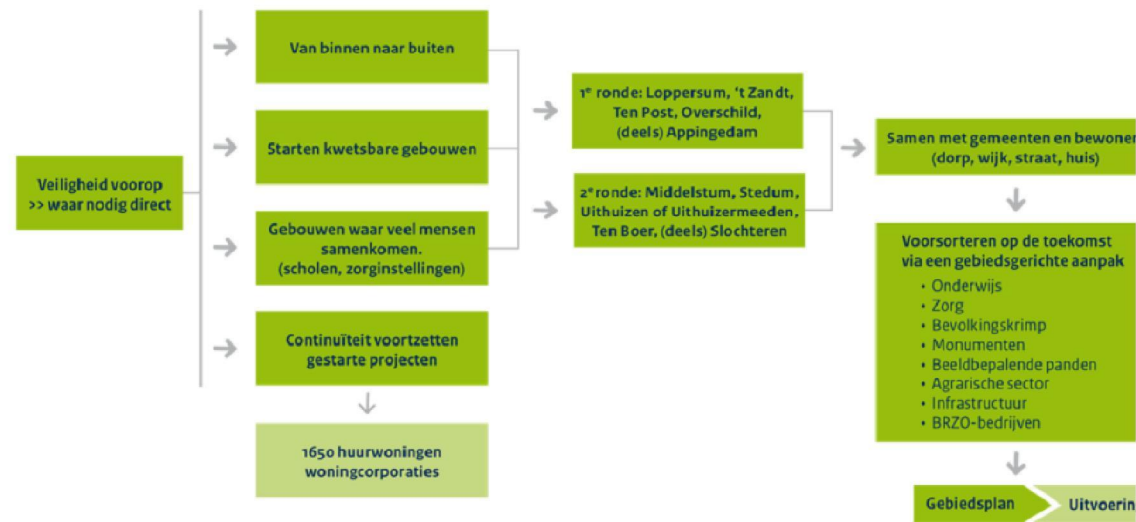 Veiligheid voorop
>> waar nodig direct
Van binnen naar buiten
Starten kwetsbare gebouwen
Gebouwen waar veel mensen
samenkomen.
(scholen, zorginstellingen)
Continuïteit voortzetten
gestarte projecten
1650 huurwoningen
woningcorporaties
1e ronde: Loppersum, 't Zandt,
Ten Post, Overschild,
(deels) Appingedam
2e ronde: Middelstum, Stedum,
Uithuizen of Uithuizermeeden,
Ten Boer, (deels) Slochteren
Samen met gemeenten en bewoner
(dorp, wijk, straat, huis)
Voorsorteren op de toekomst
via een gebiedsgerichte aanpak
• Onderwijs
• Zorg
• Bevolkingskrimp
• Monumenten
• Beeldbepalende panden
• Agrarische sector
• Infrastructuur
• BRZO-bedrijven
Gebiedsplan
Uitvoerin